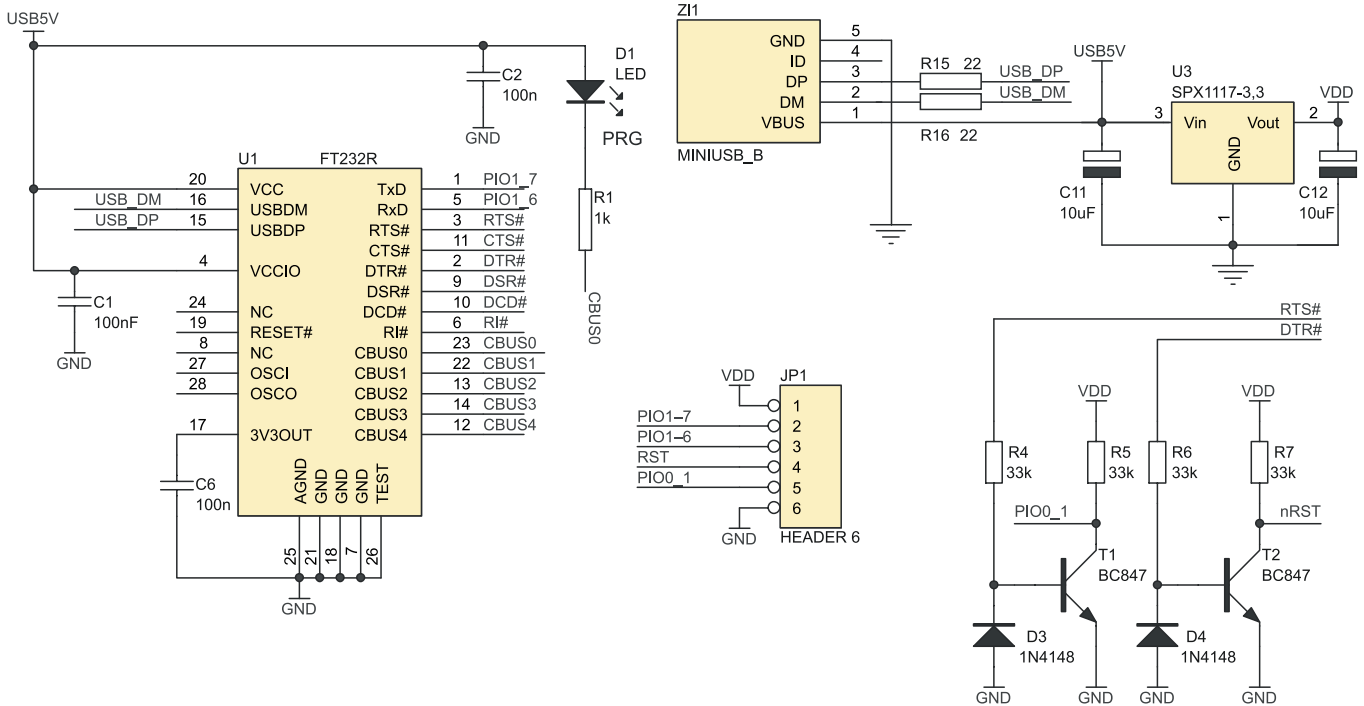 USB5V
C2
100n
GND
D1
LED
PRG
R1
1k
CBUS0
U1 FT232R
20 VCC TxD 1 PIO1_7
USB_DM 16 USBDM RxD 5 PIO1_6
USB_DP 15 USBDP RTS# 3 RTS#
CTS# 11 CTS#
4 VCCIO DTR# 2 DTR#
DSR# 9 DSR#
24 NC DCD# 10 DCD#
19 RESET# RI# 6 RI#
8 NC CBUS0 23 CBUS0
27 OSCI CBUS1 22 CBUS1
28 OSCO CBUS2 13 CBUS2
CBUS3 14 CBUS3
17 3V3OUT CBUS4 12 CBUS4
AGND GND GND GND TEST
25 21 18 7 26
GND
C1
100nF
GND
C6
100n
ZI1
GND 5
ID 4
DP 3 R15 22 USB_DP
DM 2 USB_DM
VBUS 1 R16 22
MINIUSB_B
USB5V
U3
SPX1117-3,3
VDD
3 Vin Vout 2
GND
1
C11
10uF
C12
10uF
VDD JP1
1
PIO1–7 2
PIO1–6 3
RST 4
PIO0_1 5
6
GND
HEADER 6
RTS#
DTR#
VDD VDD
R4
33k
R5
33k
R6
33k
R7
33k
PIO0_1 nRST
T1
BC847
T2
BC847
D3
1N4148
D4
1N4148
GND GND GND GND